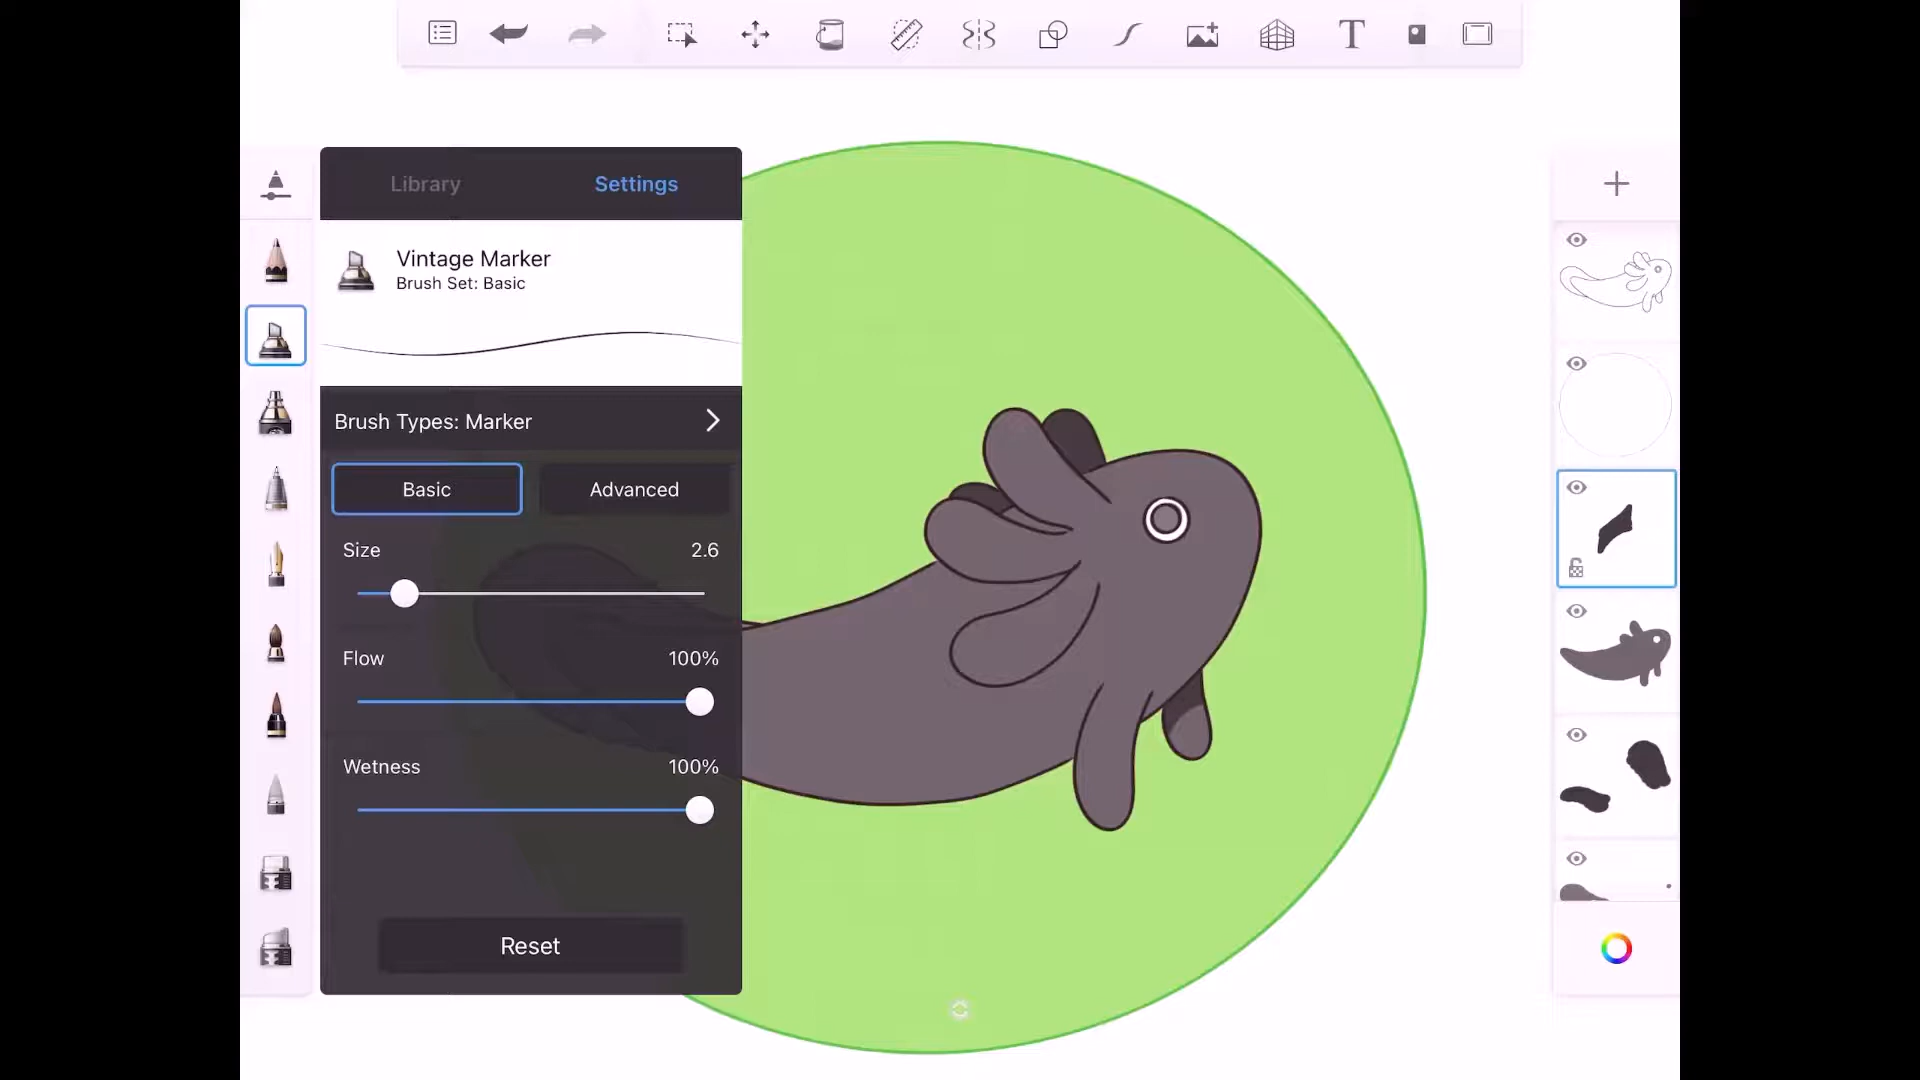 T
Library
Settings
Vintage Marker
Brush Set: Basic
Brush Types: Marker
Basic
Advanced
Size
2.6
Flow
100%
Wetness
100%
Reset